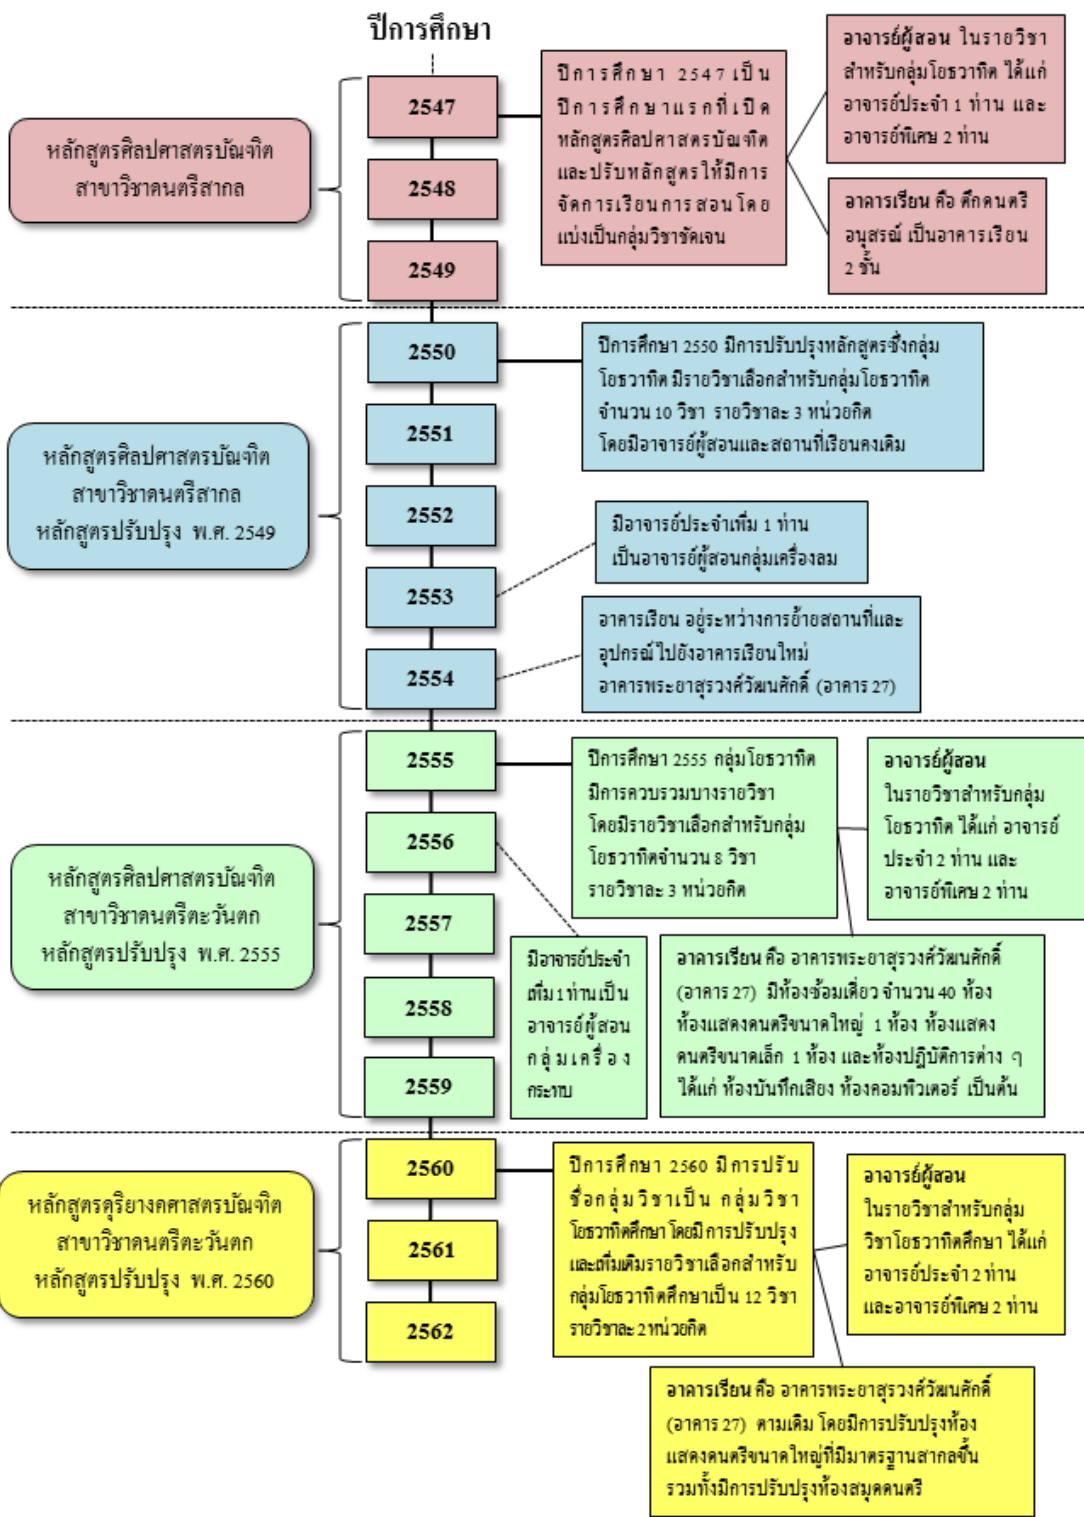 ปีการศึกษา
หลักสูตรศิลปศาสตรบัณฑิต
สาขาวิชาดนตรีสากล
2547
2548
2549
ปีการศึกษา 2547 เป็น
ปีการศึกษาแรกที่เปิด
หลักสูตรศิลปศาสตรบัณฑิต
และปรับหลักสูตรให้มีการ
จัดการเรียนการสอนโดย
แบ่งเป็นกลุ่มวิชาชัดเจน
อาจารย์ผู้สอน ในรายวิชา
สำหรับกลุ่มโยธวาทิต ได้แก่
อาจารย์ประจำ 1 ท่าน และ
อาจารย์พิเศษ 2 ท่าน
อาคารเรียน คือ ตึกดนตรี
อนุสรณ์ เป็นอาคารเรียน
2 ชั้น
หลักสูตรศิลปศาสตรบัณฑิต
สาขาวิชาดนตรีสากล
หลักสูตรปรับปรุง พ.ศ. 2549
2550
2551
2552
2553
2554
ปีการศึกษา 2550 มีการปรับปรุงหลักสูตรซึ่งกลุ่ม
โยธวาทิต มีรายวิชาเลือกสำหรับกลุ่มโยธวาทิต
จำนวน 10 วิชา รายวิชาละ 3 หน่วยกิต
โดยมีอาจารย์ผู้สอนและสถานที่เรียนคงเดิม
มีอาจารย์ประจำเพิ่ม 1 ท่าน
เป็นอาจารย์ผู้สอนกลุ่มเครื่องลม
อาคารเรียน อยู่ระหว่างการย้ายสถานที่และ
อุปกรณ์ไปยังอาคารเรียนใหม่
อาคารพระยาสุรวงศ์วัฒนศักดิ์ (อาคาร 27)
หลักสูตรศิลปศาสตรบัณฑิต
สาขาวิชาดนตรีตะวันตก
หลักสูตรปรับปรุง พ.ศ. 2555
2555
2556
2557
2558
2559
ปีการศึกษา 2555 กลุ่มโยธวาทิต
มีการควบรวมบางรายวิชา
โดยมีรายวิชาเลือกสำหรับกลุ่ม
โยธวาทิตจำนวน 8 วิชา
รายวิชาละ 3 หน่วยกิต
อาจารย์ผู้สอน
ในรายวิชาสำหรับกลุ่ม
โยธวาทิต ได้แก่ อาจารย์
ประจำ 2 ท่าน และ
อาจารย์พิเศษ 2 ท่าน
มีอาจารย์ประจำ
เพิ่ม 1 ท่านเป็น
อาจารย์ผู้สอน
กลุ่มเครื่อง
กระทบ
อาคารเรียน คือ อาคารพระยาสุรวงศ์วัฒนศักดิ์
(อาคาร 27) มีห้องซ้อมเดี่ยว จำนวน 40 ห้อง
ห้องแสดงดนตรีขนาดใหญ่ 1 ห้อง ห้องแสดง
ดนตรีขนาดเล็ก 1 ห้อง และห้องปฏิบัติการต่าง ๆ
ได้แก่ ห้องบันทึกเสียง ห้องคอมพิวเตอร์ เป็นต้น
หลักสูตรดุริยางคศาสตรบัณฑิต
สาขาวิชาดนตรีตะวันตก
หลักสูตรปรับปรุง พ.ศ. 2560
2560
2561
2562
ปีการศึกษา 2560 มีการปรับ
ชื่อกลุ่มวิชาเป็น กลุ่มวิชา
โยธวาทิตศึกษา โดยมีการปรับปรุง
และเพิ่มเติมรายวิชาเลือกสำหรับ
กลุ่มโยธวาทิตศึกษาเป็น 12 วิชา
รายวิชาละ 2 หน่วยกิต
อาจารย์ผู้สอน
ในรายวิชาสำหรับกลุ่ม
วิชาโยธวาทิตศึกษา ได้แก่
อาจารย์ประจำ 2 ท่าน
และอาจารย์พิเศษ 2 ท่าน
อาคารเรียน คือ อาคารพระยาสุรวงศ์วัฒนศักดิ์
(อาคาร 27) ตามเดิม โดยมีการปรับปรุงห้อง
แสดงดนตรีขนาดใหญ่ที่มีมาตรฐานสากลขึ้น
รวมทั้งมีการปรับปรุงห้องสมุดดนตรี